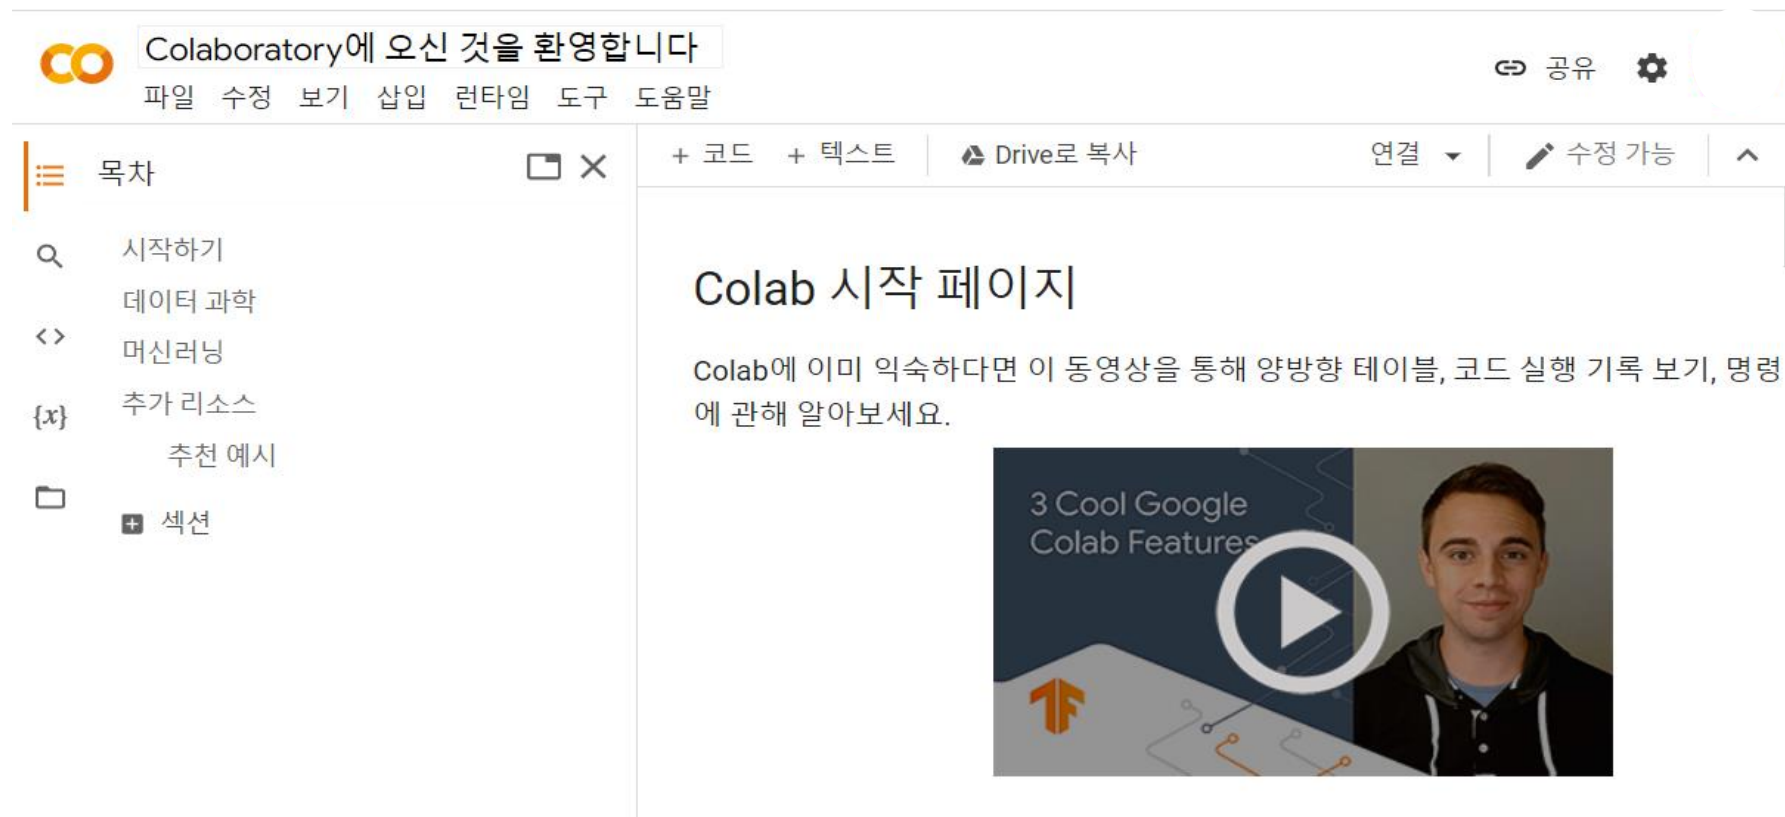 Colaboratory에 오신 것을 환영합니다
공유
파일 수정 보기 삽입 런타임 도구 도움말
목차
+ 코드 + 텍스트 Drive로 복사 연결 수정 가능
시작하기
데이터 과학
머신러닝
추가 리소스
추천 예시
섹션
{x}
Colab 시작 페이지
Colab에 이미 익숙하다면 이 동영상을 통해 양방향 테이블, 코드 실행 기록 보기, 명령
에 관해 알아보세요.
3 Cool Google
Colab Features